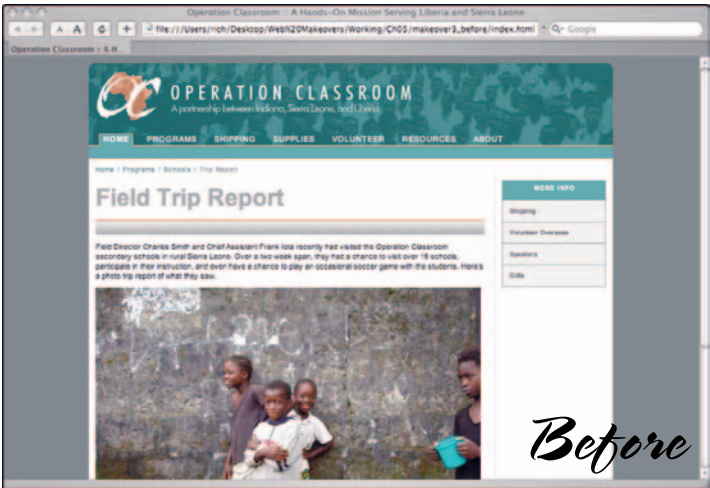 Operation Classroom :: A Hands-On Mission Serving Liberia and Sierra Leone
A A C + file:///Users/rich/Desktop/Web%20Makeovers/Working/Ch05/makeover5_before/index.html Q Google
Operation Classroom :: A H...
OC OPERATION CLASSROOM
A partnership between Indiana, Sierra Leone, and Liberia
HOME PROGRAMS SHIPPING SUPPLIES VOLUNTEER RESOURCES ABOUT
Home / Programs / Schools / Trip Report
Field Trip Report
Field Director Charles Smith and Chief Assistant Frank recently had visited the Operation Classroom
secondary schools in rural Sierra Leone. Over a two week span, they had a chance to visit over 16 schools,
participate in their instruction, and even have a chance to play an occasional soccer game with the students. Here's
a photo trip report of what they saw.
MORE INFO
Shipping
Volunteer Overseas
Speakers
Gifts
Before